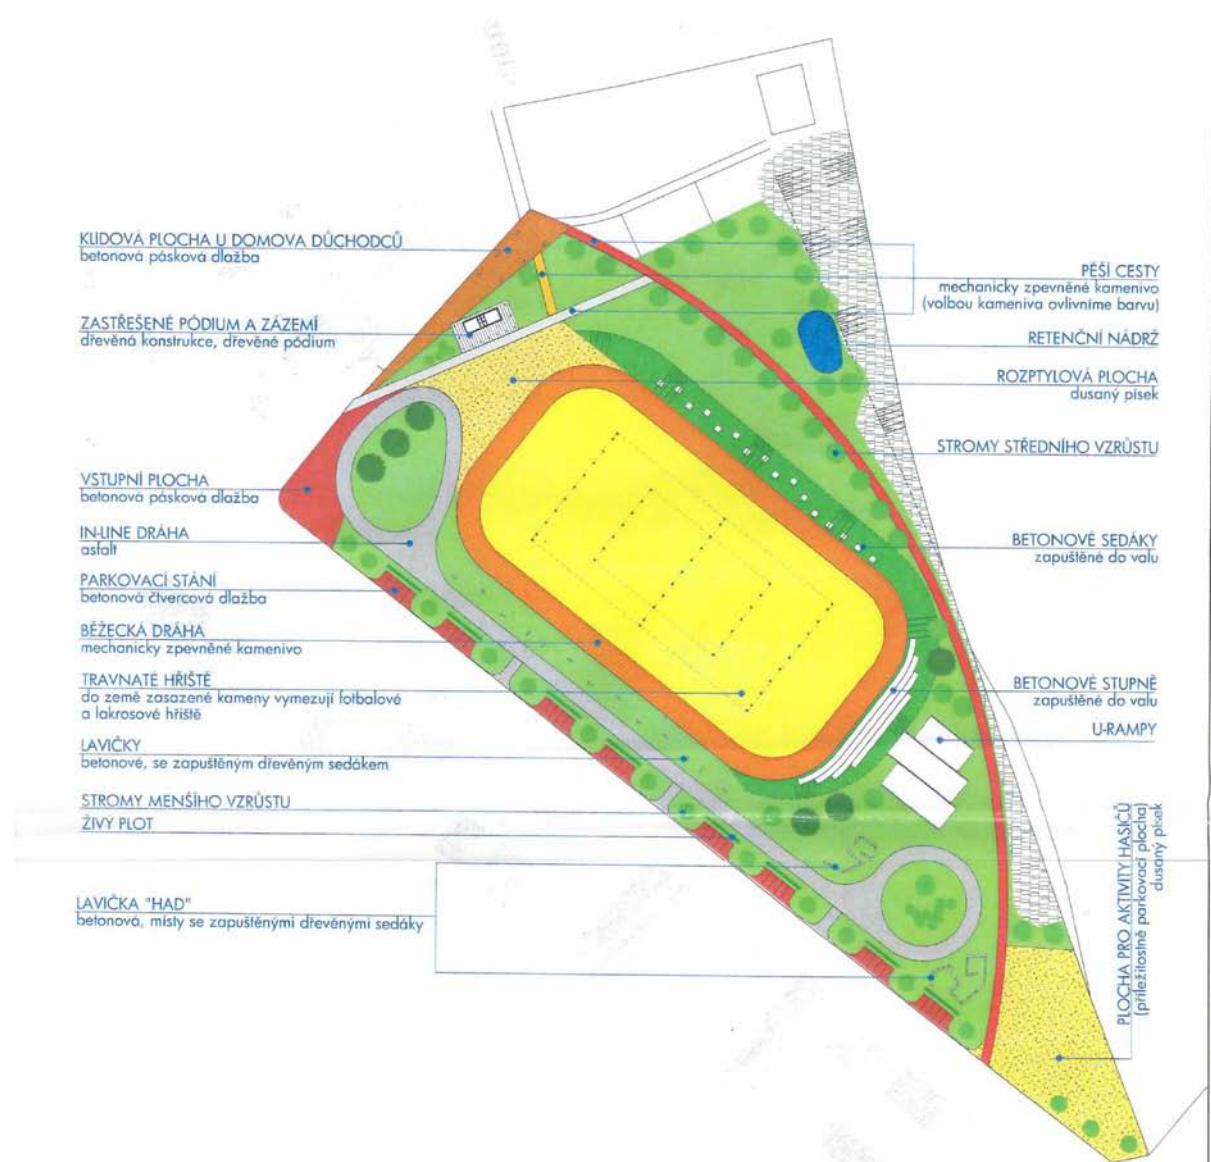 KLIDOVÁ PLOCHA U DOMOVA DŮCHODCŮ
betonová pásková dlažba
ZASTŘEŠENÉ PÓDIUM A ZÁZEMÍ
dřevěná konstrukce, dřevěné pódium
VSTUPNÍ PLOCHA
betonová pásková dlažba
IN-LINE DRÁHA
asfalt
PARKOVACÍ STÁNÍ
betonová čtvercová dlažba
BĚŽECKÁ DRÁHA
mechanicky zpevněné kamenivo
TRAVNATÉ HŘIŠTĚ
do země zasazené kameny vymezují fotbalové
a lakrosové hřiště
LAVIČKY
betonové, se zapuštěným dřevěným sedákem
STROMY MENŠÍHO VZRŮSTU
ŽIVÝ PLOT
LAVIČKA "HAD"
betonová, místy se zapuštěnými dřevěnými sedáky
PĚŠÍ CESTY
mechanicky zpevněné kamenivo
(volbou kameniva ovlivníme barvu)
RETENČNÍ NÁDRŽ
ROZPTYLOVÁ PLOCHA
dusaný písek
STROMY STŘEDNÍHO VZRŮSTU
BETONOVÉ SEDÁKY
zapuštěné do valu
BETONOVÉ STUPNĚ
zapuštěné do valu
U-RAMPY
PLOCHA PRO AKTIVITY HASIČŮ
(příležitostně parkovací plocha)
dusaný písek